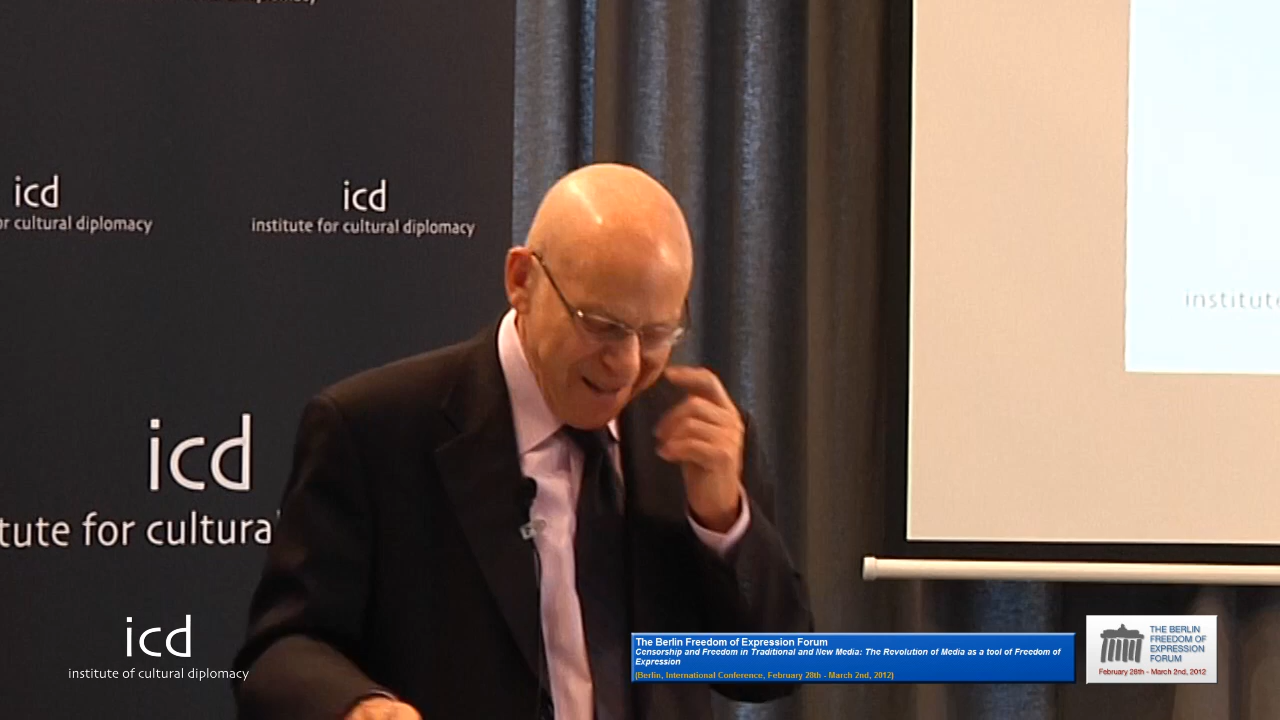 icd
or cultural diplomacy
icd
institute for cultural diplomacy
icd
tute for cultura
institut
icd
institute of cultural diplomacy
The Berlin Freedom of Expression Forum
Censorship and Freedom in Traditional and New Media: The Revolution of Media as a tool of Freedom of
Expression
(Berlin, International Conference, February 28th - March 2nd, 2012)
THE BERLIN
FREEDOM OF
EXPRESSION
FORUM
February 28th - March 2nd, 2012